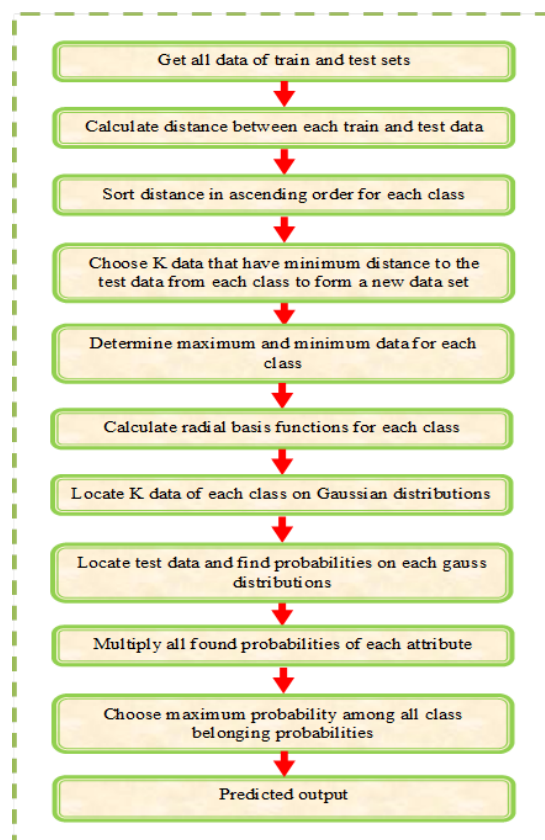 Get all data of train and test sets
Calculate distance between each train and test data
Sort distance in ascending order for each class
Choose K data that have minimum distance to the
test data from each class to form a new data set
Determine maximum and minimum data for each
class
Calculate radial basis functions for each class
Locate K data of each class on Gaussian distributions
Locate test data and find probabilities on each gauss
distributions
Multiply all found probabilities of each attribute
Choose maximum probability among all class
belonging probabilities
Predicted output